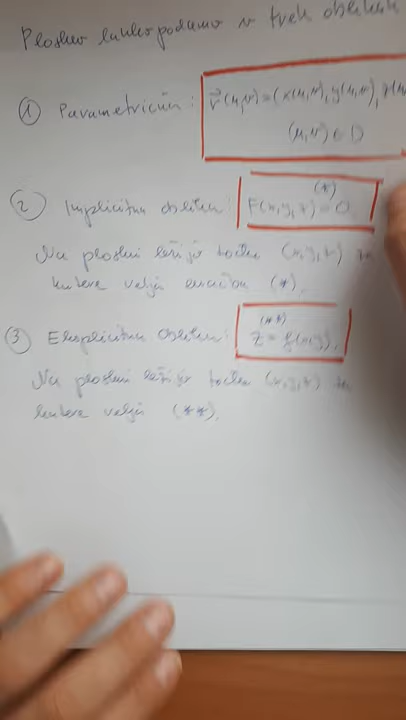 Ploskev lahko podamo v treh oblikah
① Parametrični: r⃗(u,v)=(x(u,v),y(u,v),z(u,
(u,v)∈D
② Implicitna oblika: (*)
F(x,y,z)=0
Na ploskvi ležijo točke (x,y,z) za
katere velja enačba (*).
③ Eksplicitna oblika: (**)
z=f(x,y).
Na ploskvi ležijo točke (x,y,z) za
katere velja (**).